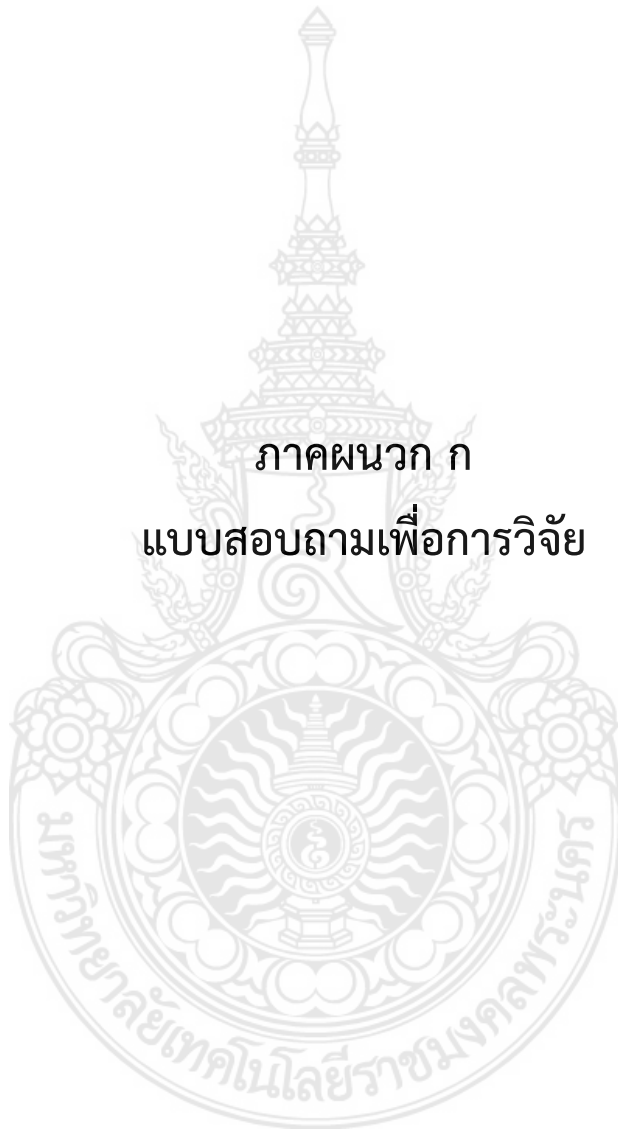 ภาคผนวก ก
แบบสอบถามเพื่อการวิจัย
มหาวิทยาลัยเทคโนโลยีราชมงคลพระนคร